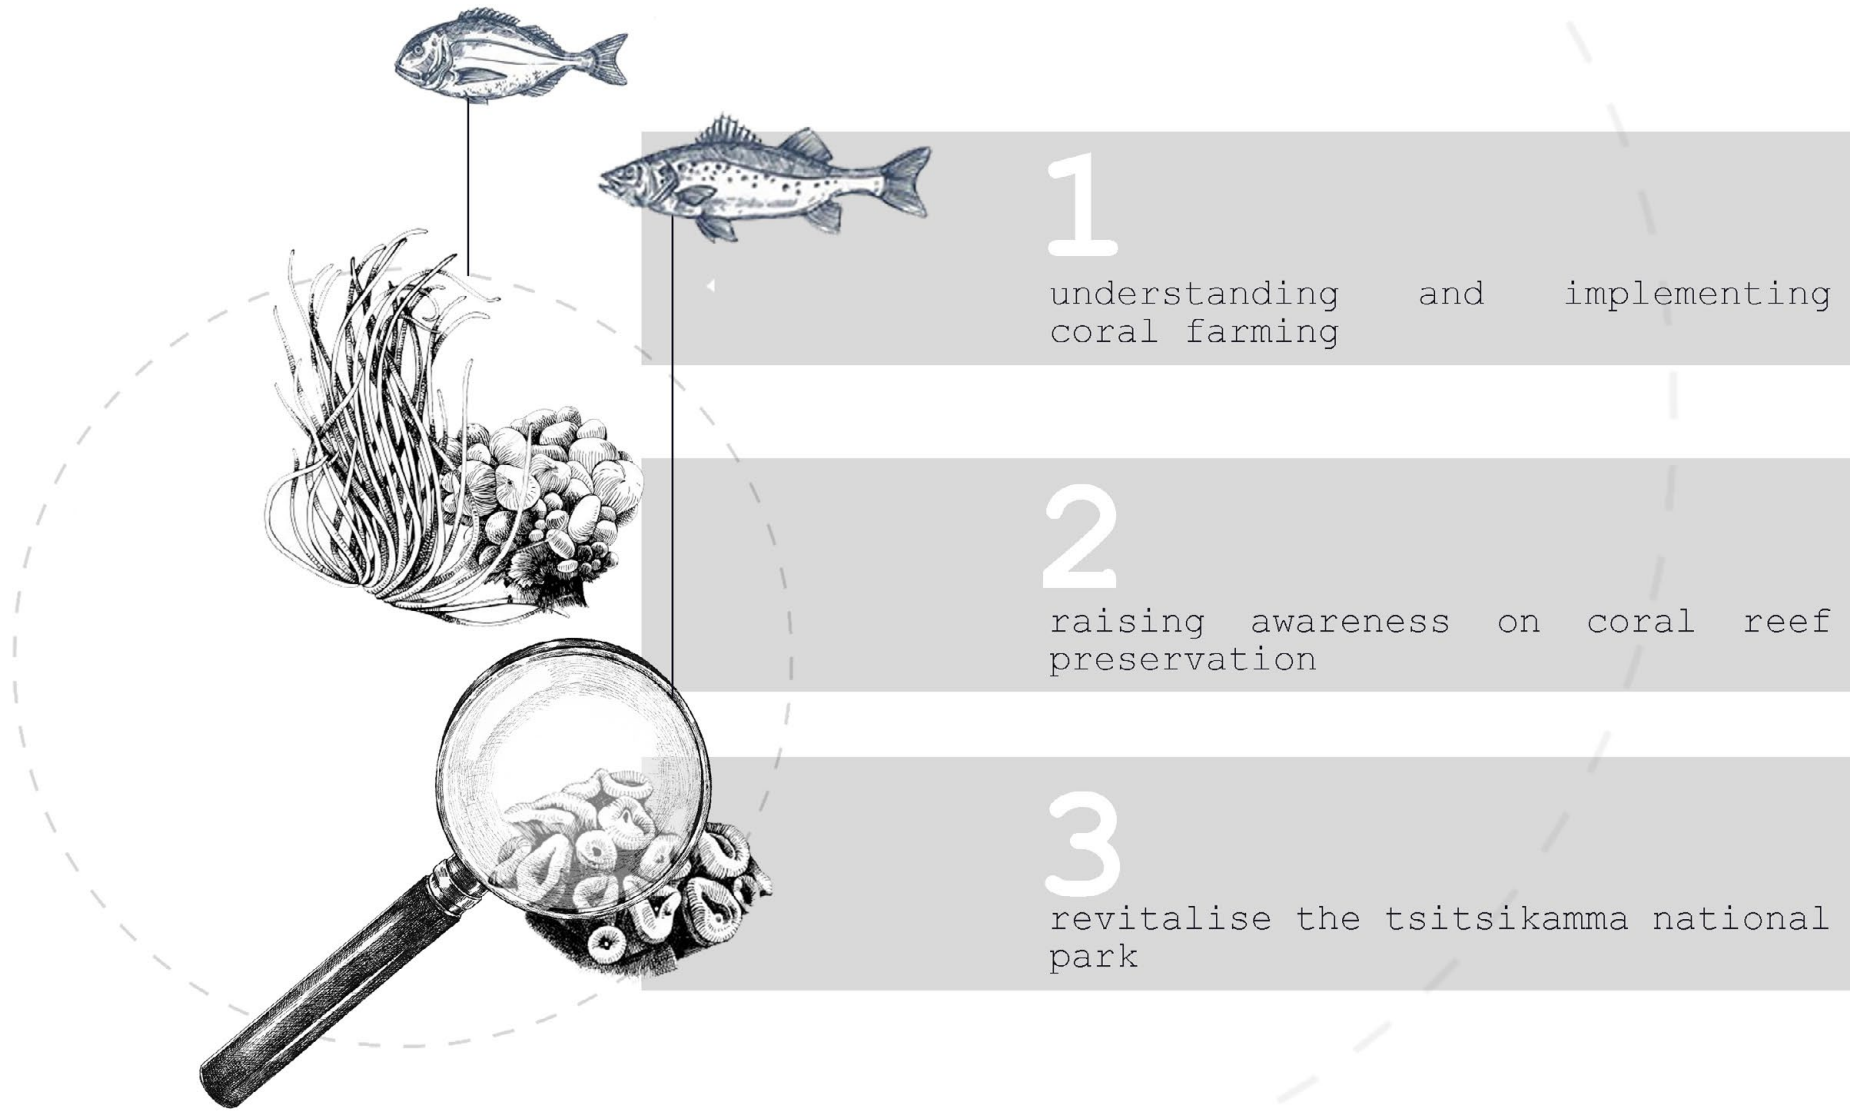 1
understanding and implementing
coral farming
2
raising awareness on coral reef
preservation
3
revitalise the tsitsikamma national
park